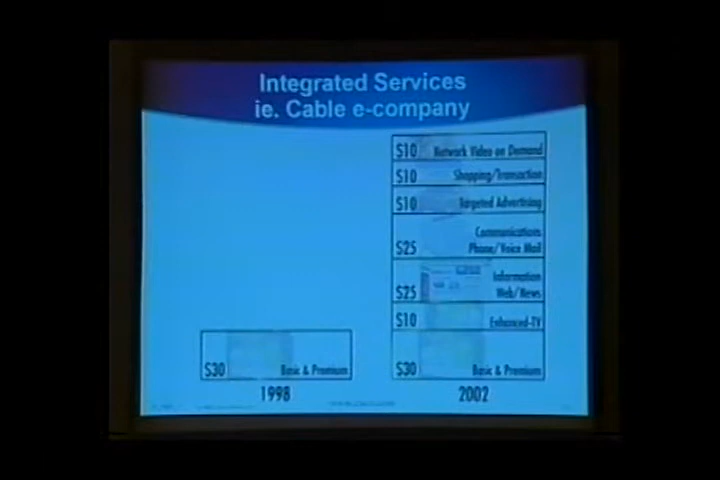 Integrated Services
ie. Cable e-company
$10 Network Video on Demand
$10 Shopping/Transaction
$10 Targeted Advertising
Communications
$25 Phone/Voice Mail
Information
$25 Web/News
$10 Enhanced-TV
$30 Basic & Premium
$30 Basic & Premium
1998
2002